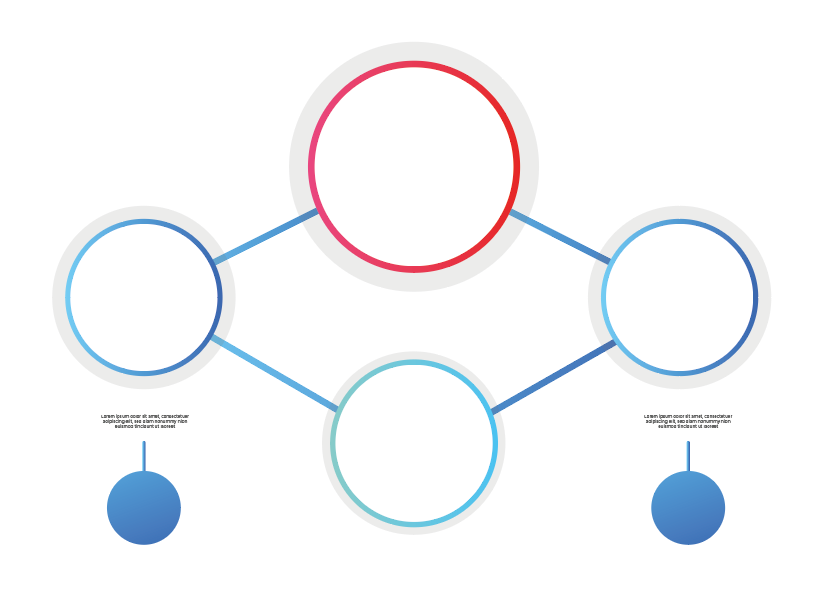 Lorem ipsum dolor sit amet, consectetuer
adipiscing elit, sed diam nonummy nibh
euismod tincidunt ut laoreet
Lorem ipsum dolor sit amet, consectetuer
adipiscing elit, sed diam nonummy nibh
euismod tincidunt ut laoreet